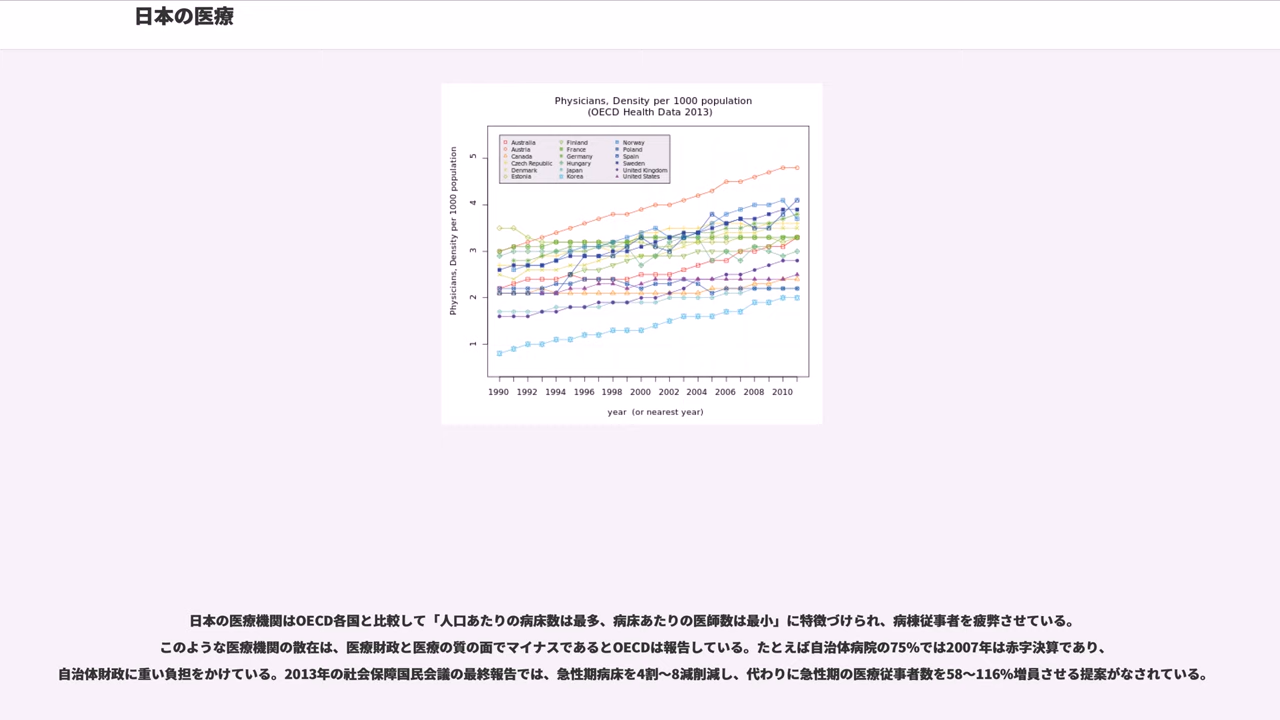 日本の医療
Physicians, Density per 1000 population
(OECD Health Data 2013)
Physicians, Density per 1000 population
5
4
3
2
1
Australia
Austria
Canada
Czech Republic
Denmark
Estonia
Finland
France
Germany
Hungary
Japan
Korea
Norway
Poland
Spain
Sweden
United Kingdom
United States
1990 1992 1994 1996 1998 2000 2002 2004 2006 2008 2010
year (or nearest year)
日本の医療機関はOECD各国と比較して「人口あたりの病床数は最多、病床あたりの医師数は最小」に特徴づけられ、病棟従事者を疲弊させている。
このような医療機関の散在は、医療財政と医療の質の面でマイナスであるとOECDは報告している。たとえば自治体病院の75%では2007年は赤字決算であり、
自治体財政に重い負担をかけている。2013年の社会保障国民会議の最終報告では、急性期病床を4割〜8減削減し、代わりに急性期の医療従事者数を58〜116%増員させる提案がなされている。